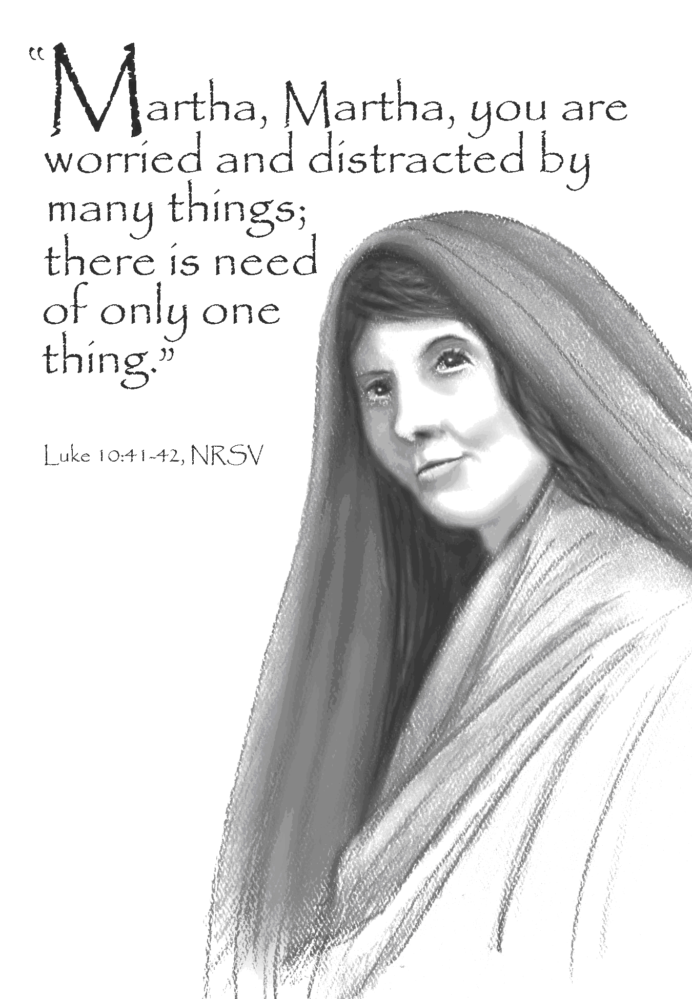 “Martha, Martha, you are
worried and distracted by
many things;
there is need
of only one
thing.”
Luke 10:41-42, NRSV